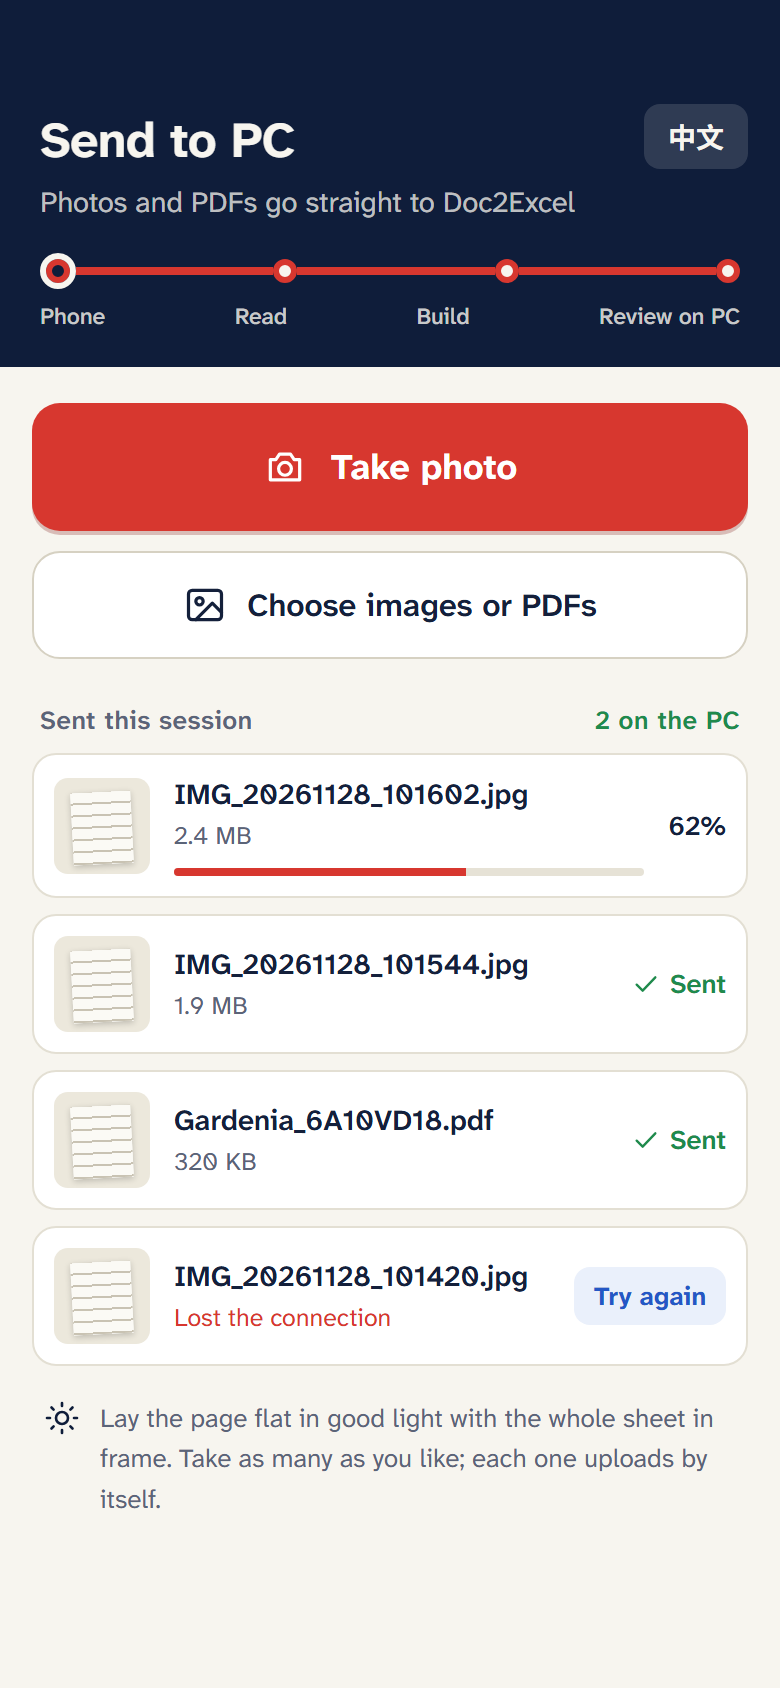 Send to PC
中文
Photos and PDFs go straight to Doc2Excel
Phone Read Build Review on PC
Take photo
Choose images or PDFs
Sent this session 2 on the PC
IMG_20261128_101602.jpg
2.4 MB
62%
IMG_20261128_101544.jpg
1.9 MB
Sent
Gardenia_6A10VD18.pdf
320 KB
Sent
IMG_20261128_101420.jpg
Lost the connection
Try again
Lay the page flat in good light with the whole sheet in
frame. Take as many as you like; each one uploads by
itself.